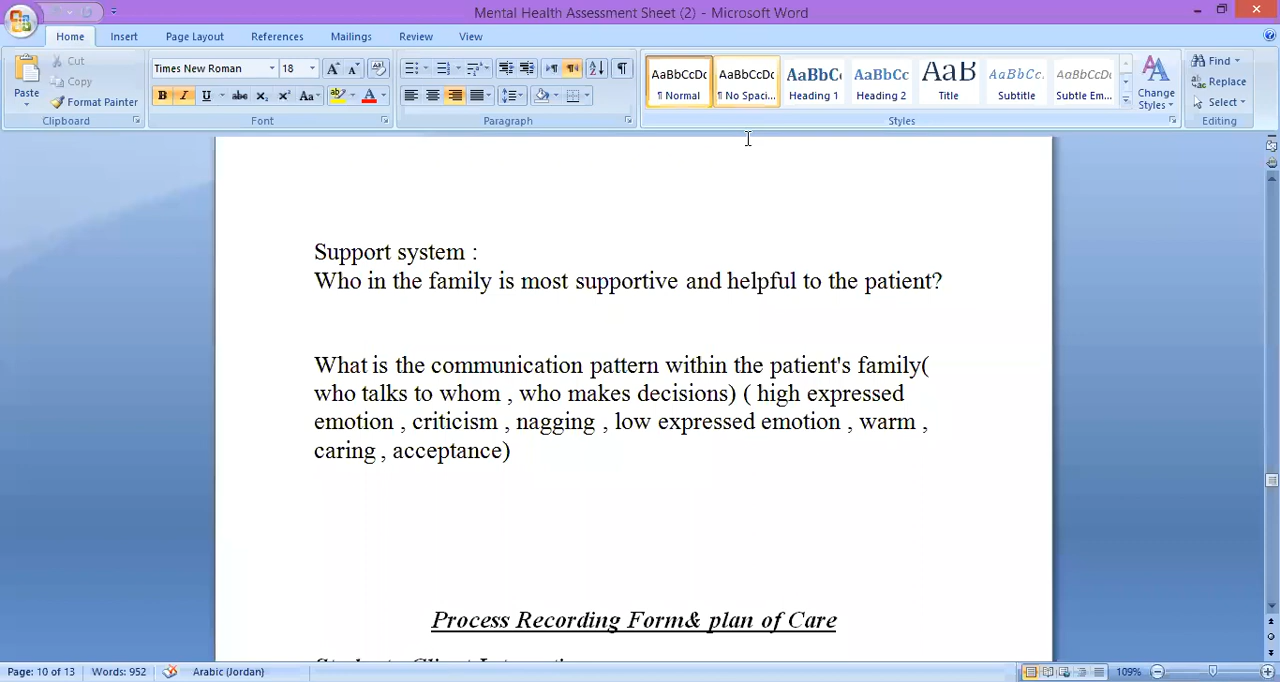 Mental Health Assessment Sheet (2) - Microsoft Word
Home Insert Page Layout References Mailings Review View
Paste
Cut
Copy
Format Painter
Clipboard
Times New Roman 18
B I U abc X₂ X² Aa
Font
Paragraph
AaBbCcDc AaBbCcDc AaBbC AaBbCc AaB AaBbCc. AaBbCcDc
¶ Normal ¶ No Spaci... Heading 1 Heading 2 Title Subtitle Subtle Em...
Change
Styles
Styles
Find
Replace
Select
Editing
Support system :
Who in the family is most supportive and helpful to the patient?
What is the communication pattern within the patient's family(
who talks to whom , who makes decisions) ( high expressed
emotion , criticism , nagging , low expressed emotion , warm ,
caring , acceptance)
Process Recording Form& plan of Care
Page: 10 of 13 Words: 952 Arabic (Jordan) 109%